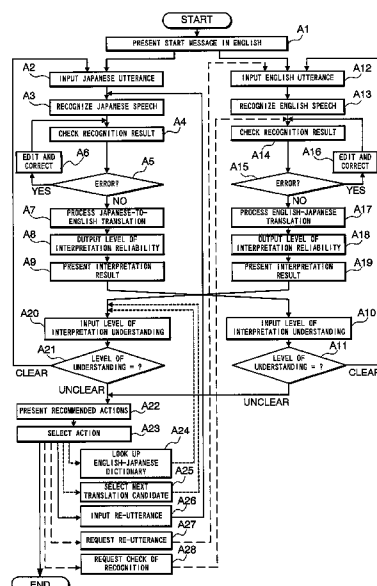 START
A1
PRESENT START MESSAGE IN ENGLISH
A2
INPUT JAPANESE UTTERANCE
A12
INPUT ENGLISH UTTERANCE
A3
RECOGNIZE JAPANESE SPEECH
A13
RECOGNIZE ENGLISH SPEECH
A4
CHECK RECOGNITION RESULT
CHECK RECOGNITION RESULT
A14
A6
EDIT AND
CORRECT
A16
EDIT AND
CORRECT
A5
ERROR?
YES
NO
A15
ERROR?
YES
NO
A7
PROCESS JAPANESE-TO-
ENGLISH TRANSLATION
A17
PROCESS ENGLISH-JAPANESE
TRANSLATION
A8
OUTPUT LEVEL OF
INTERPRETATION RELIABILITY
A18
OUTPUT LEVEL OF
INTERPRETATION RELIABILITY
A9
PRESENT INTERPRETATION
RESULT
A19
PRESENT INTERPRETATION
RESULT
A20
INPUT LEVEL OF
INTERPRETATION UNDERSTANDING
A10
INPUT LEVEL OF
INTERPRETATION UNDERSTANDING
A21
LEVEL OF
UNDERSTANDING = ?
CLEAR
UNCLEAR
A11
LEVEL OF
UNDERSTANDING = ?
CLEAR
UNCLEAR
A22
PRESENT RECOMMENDED ACTIONS
A23
SELECT ACTION
A24
LOOK UP
ENGLISH-JAPANESE
DICTIONARY
A25
SELECT NEXT
TRANSLATION CANDIDATE
A26
INPUT RE-UTTERANCE
A27
REQUEST RE-UTTERANCE
A28
REQUEST CHECK OF
RECOGNITION
END